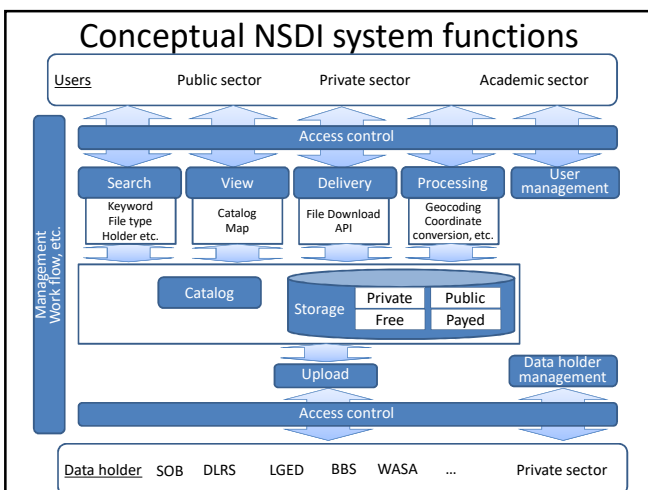 Conceptual NSDI system functions
Users Public sector Private sector Academic sector
Access control
Search View Delivery Processing User management
Keyword
File type
Holder etc.
Catalog
Map
File Download
API
Geocoding
Coordinate
conversion, etc.
Management
Work flow, etc.
Catalog
Storage
Private Public
Free Payed
Upload
Data holder
management
Access control
Data holder SOB DLRS LGED BBS WASA ... Private sector